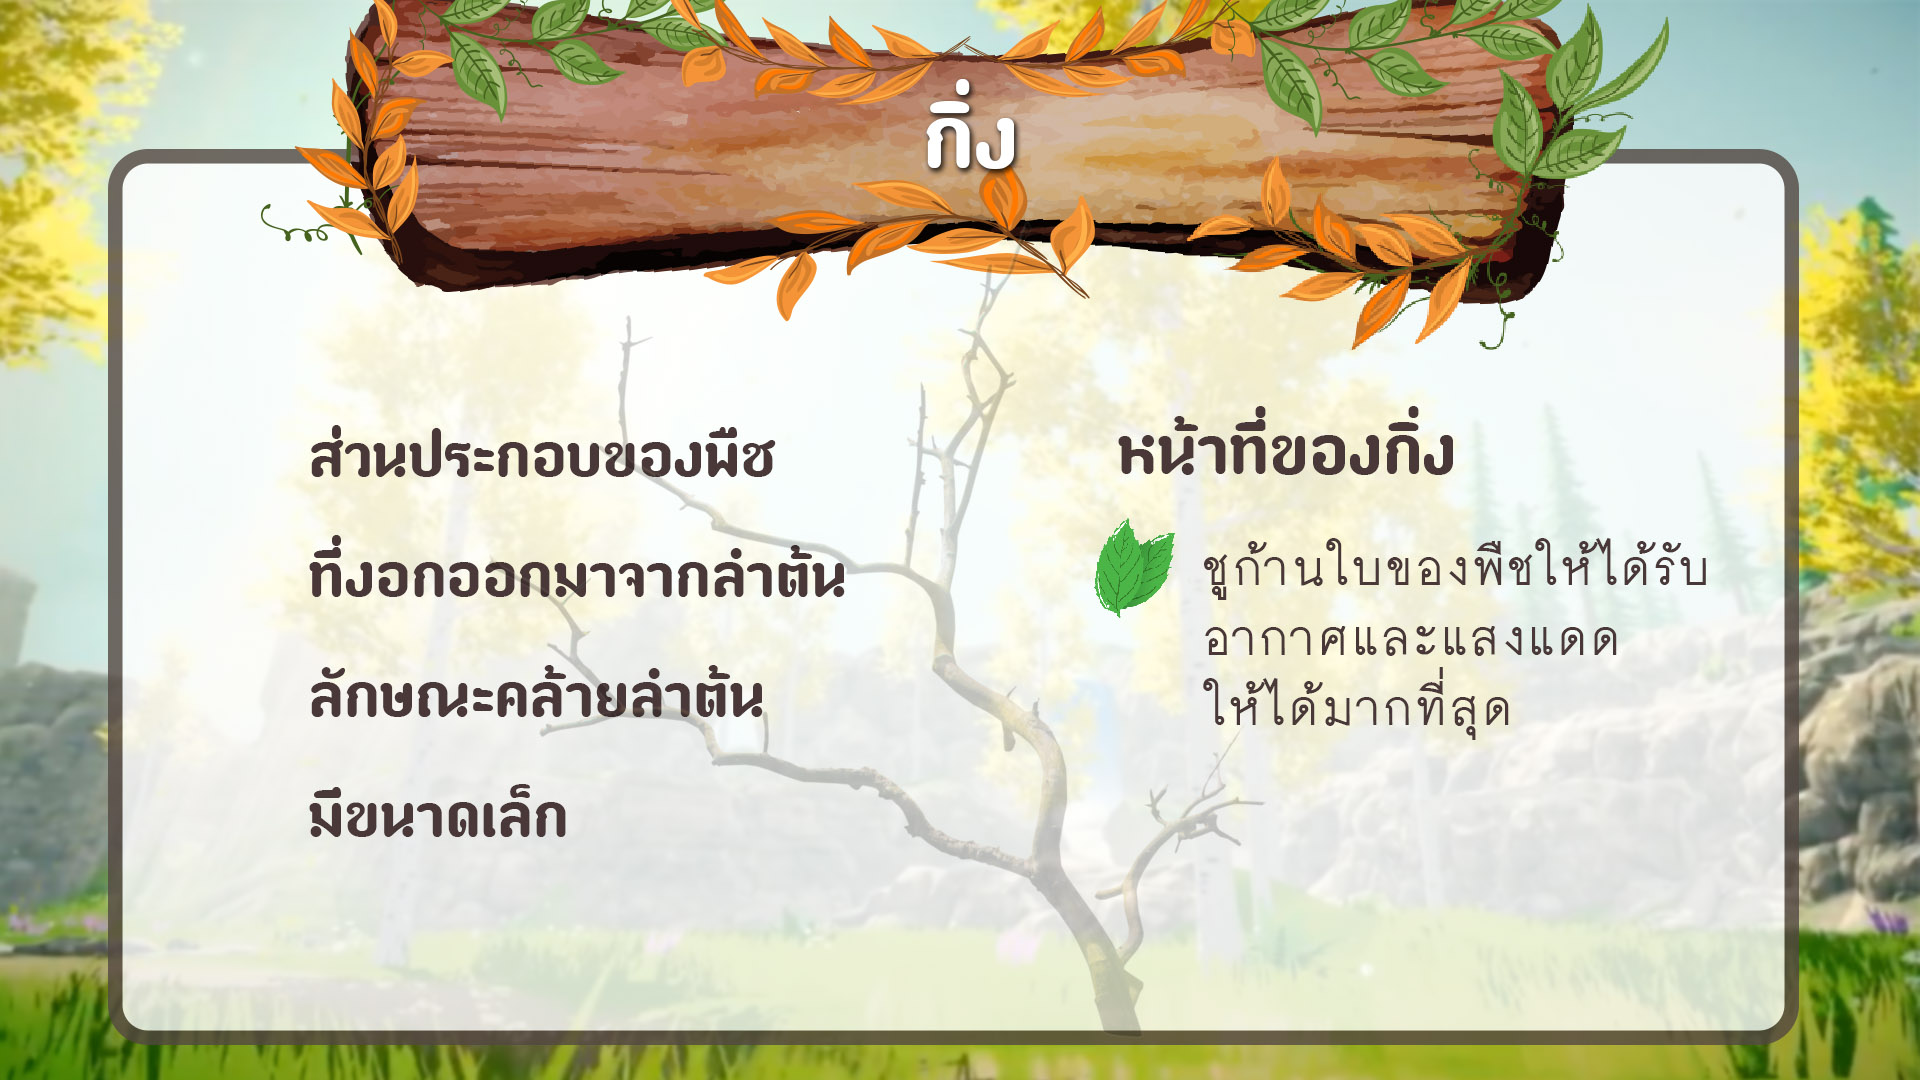 กิ่ง
ส่วนประกอบของพืช
ที่งอกออกมาจากลำต้น
ลักษณะคล้ายลำต้น
มีขนาดเล็ก
หน้าที่ของกิ่ง
ชูก้านใบของพืชให้ได้รับ
อากาศและแสงแดด
ให้ได้มากที่สุด